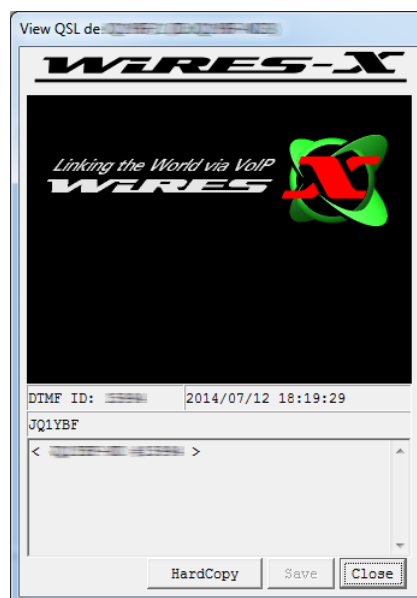 View QSL de
WiRES-X
Linking the World via VoIP
WiRES
X
DTMF ID:
2014/07/12 18:19:29
JQ1YBF
< >
HardCopy
Save
Close